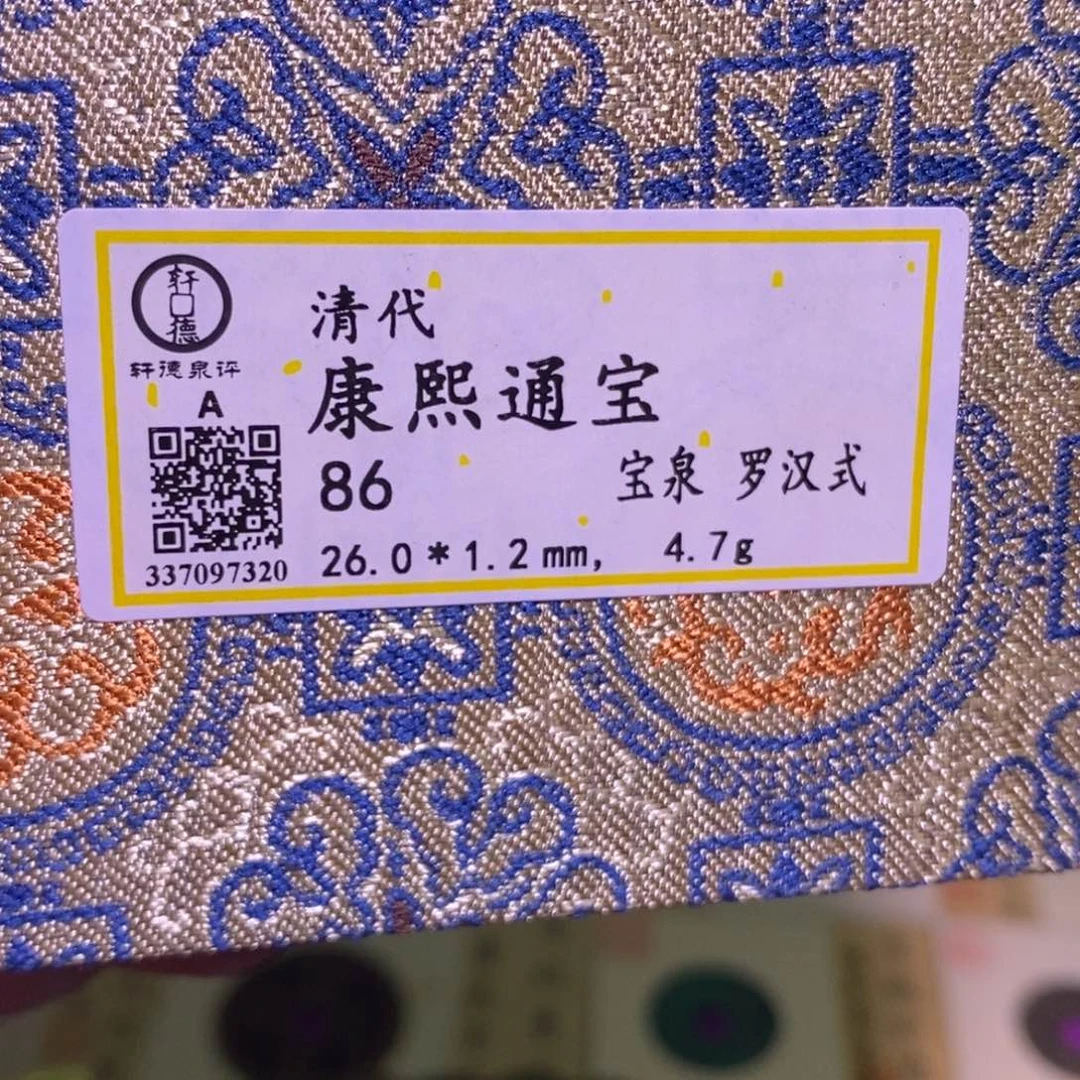 轩德
轩德泉评
A
337097320
清代
康熙通宝
86
宝泉 罗汉式
26.0*1.2mm, 4.7g